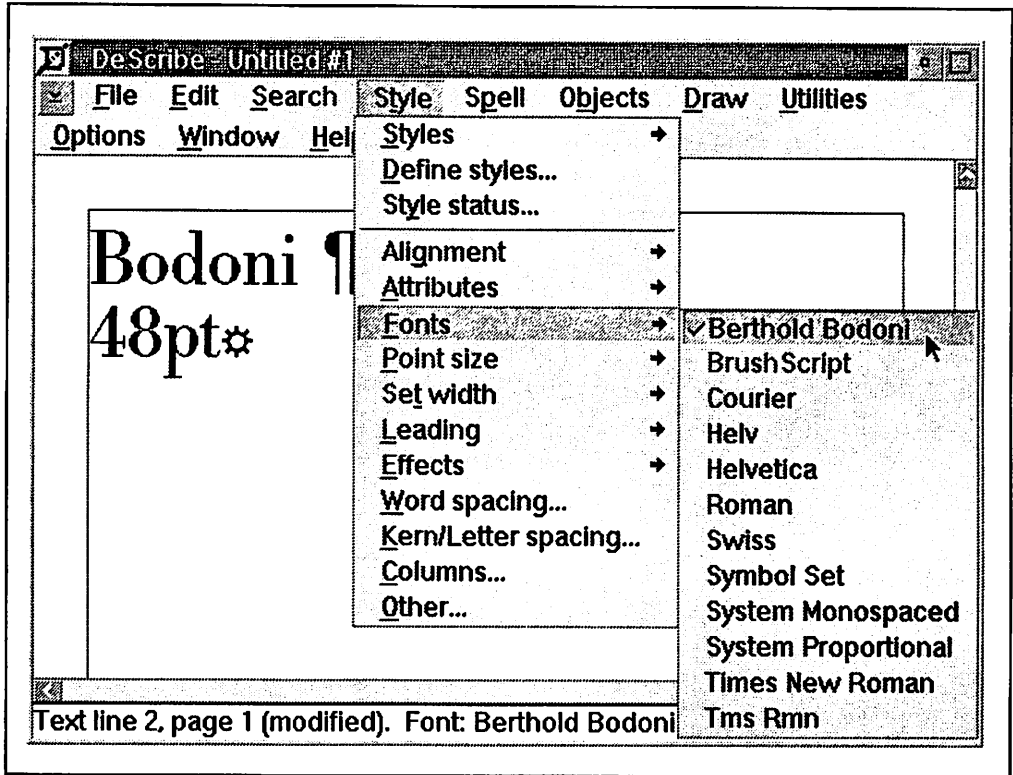 DeScribe - Untitled #1
File Edit Search Style Spell Objects Draw Utilities
Options Window Hel
Styles
Define styles...
Style status...
Alignment
Attributes
Fonts
Point size
Set width
Leading
Effects
Word spacing...
Kern/Letter spacing...
Columns...
Other...
✓Berthold Bodoni
BrushScript
Courier
Helv
Helvetica
Roman
Swiss
Symbol Set
System Monospaced
System Proportional
Times New Roman
Tms Rmn
Bodoni ¶
48pt¤
Text line 2, page 1 (modified). Font: Berthold Bodoni